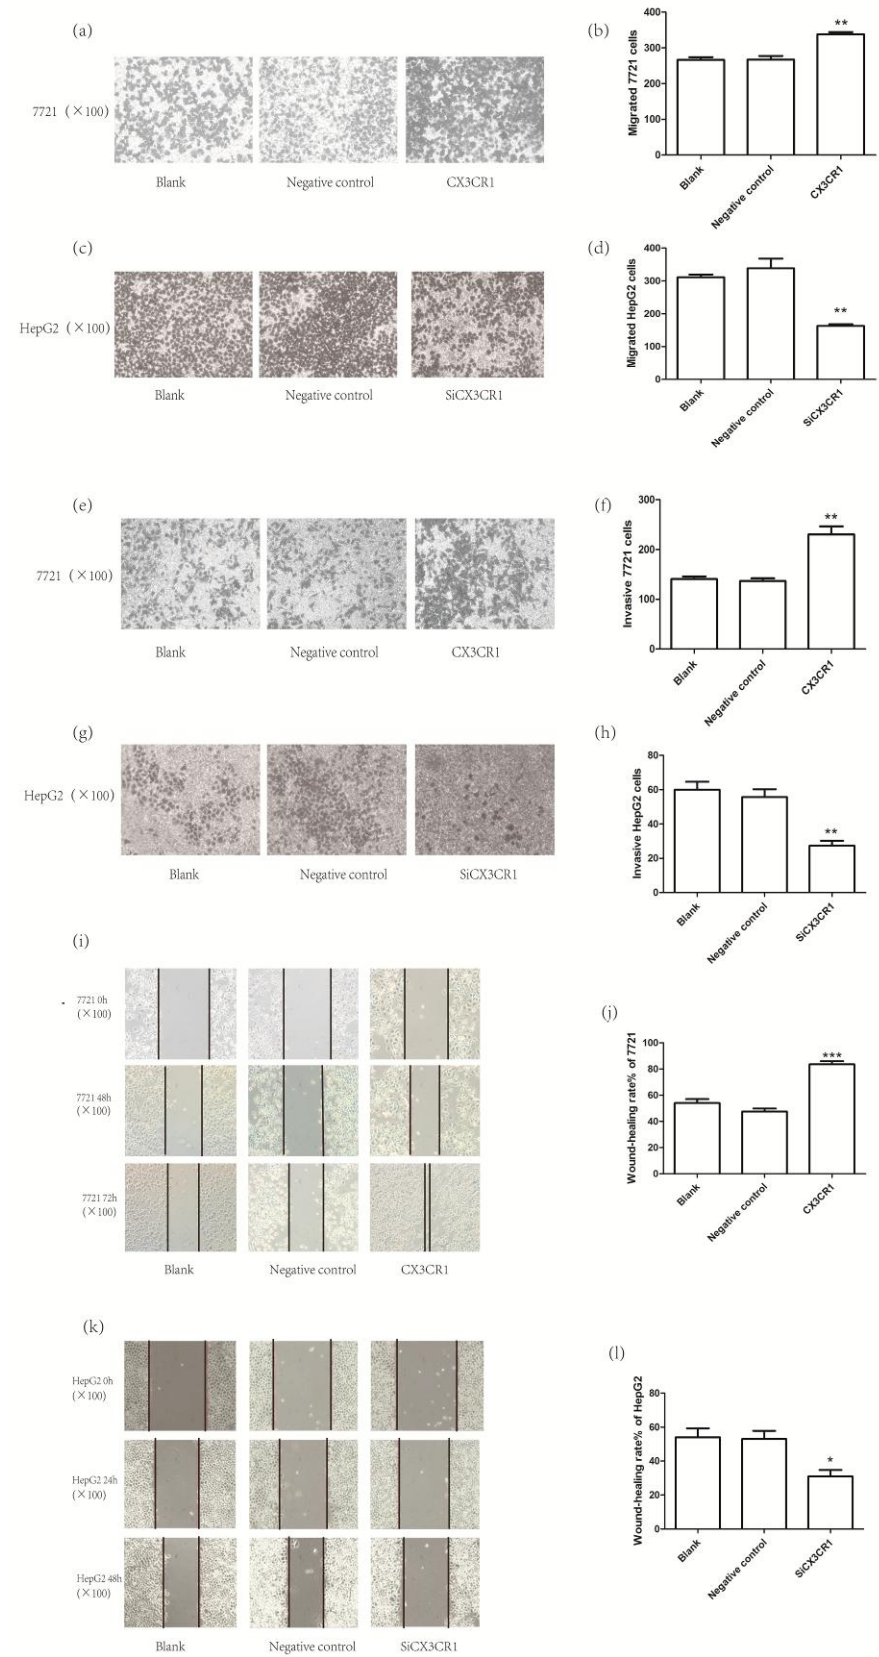 (a)
7721 (×100)
Blank
Negative control
CX3CR1
(b)
Migrated 7721 cells
400
300
200
100
0
**
Blank
Negative control
CX3CR1
(c)
HepG2 (×100)
Blank
Negative control
SiCX3CR1
(d)
Migrated HepG2 cells
400
300
200
100
0
**
Blank
Negative control
SiCX3CR1
(e)
7721 (×100)
Blank
Negative control
CX3CR1
(f)
Invasive 7721 cells
300
200
100
0
**
Blank
Negative control
CX3CR1
(g)
HepG2 (×100)
Blank
Negative control
SiCX3CR1
(h)
Invasive HepG2 cells
80
60
40
20
0
**
Blank
Negative control
SiCX3CR1
(i)
7721 0h
(×100)
7721 48h
(×100)
7721 72h
(×100)
Blank
Negative control
CX3CR1
(j)
Wound-healing rate% of 7721
100
80
60
40
20
0
***
Blank
Negative control
CX3CR1
(k)
HepG2 0h
(×100)
HepG2 24h
(×100)
HepG2 48h
(×100)
Blank
Negative control
SiCX3CR1
(l)
Wound-healing rate% of HepG2
80
60
40
20
0
*
Blank
Negative control
SiCX3CR1